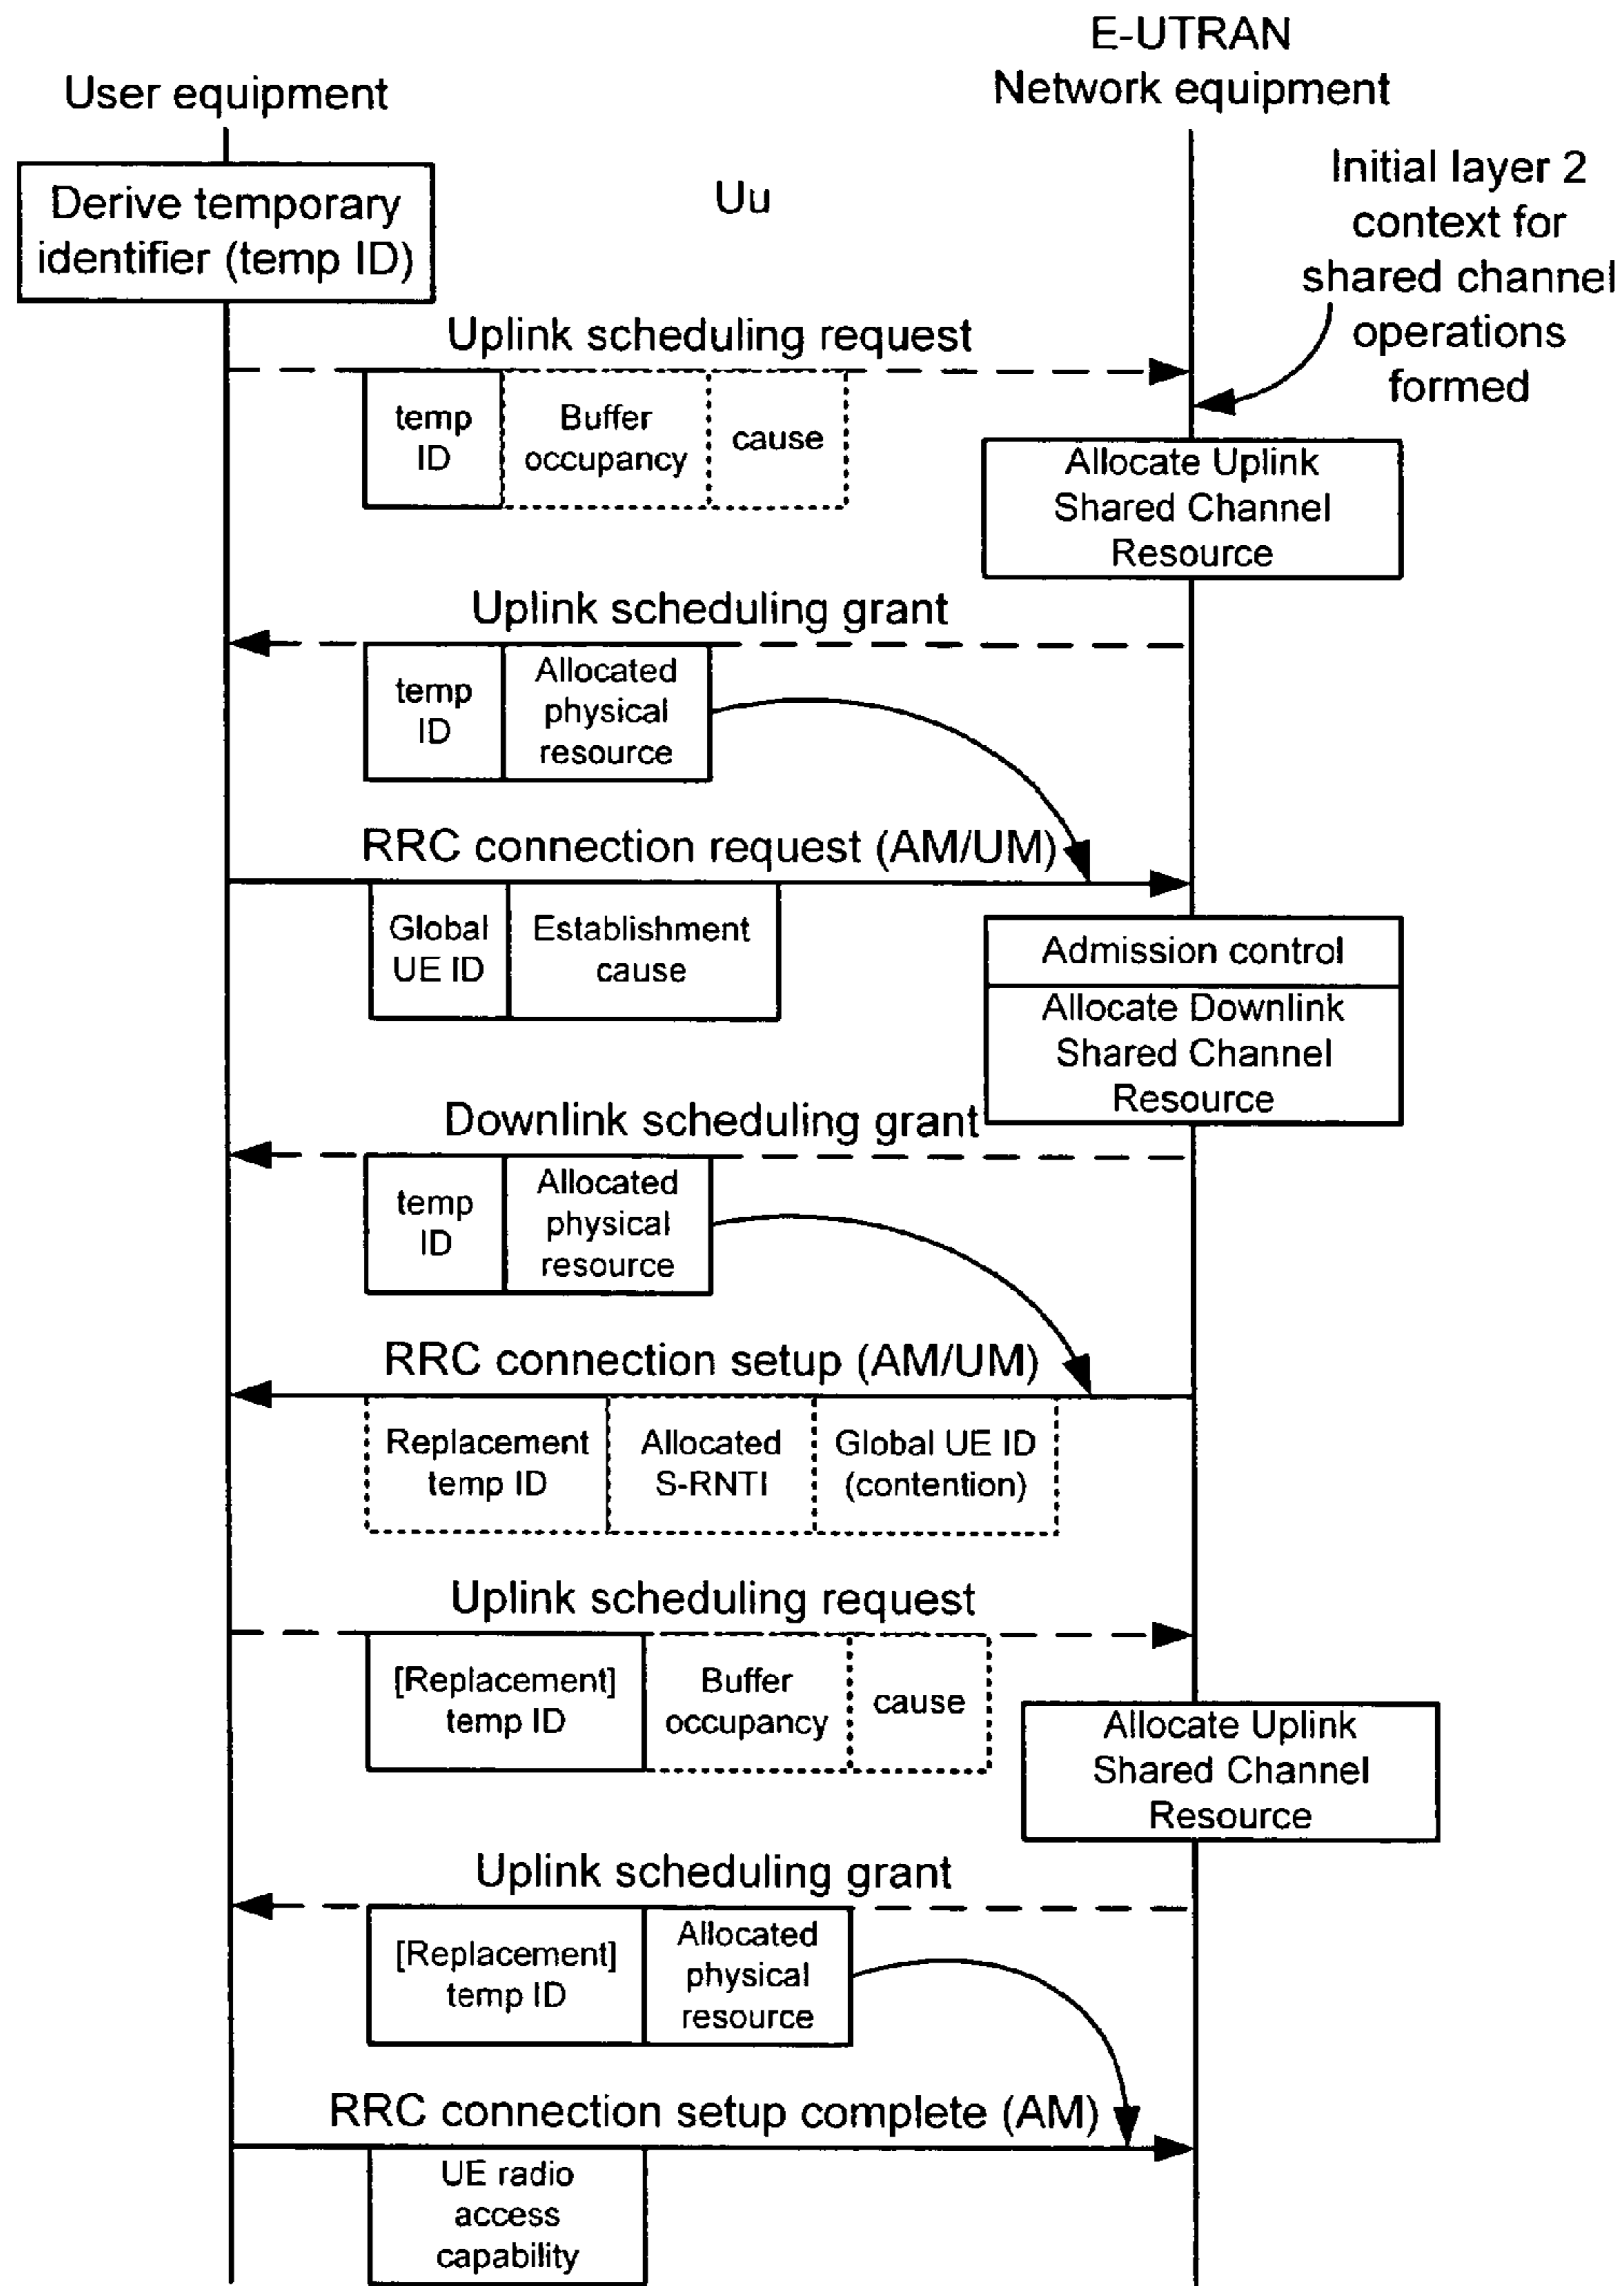 E-UTRAN
Network equipment
User equipment
Initial layer 2
context for
shared channel
operations
formed
Derive temporary
identifier (temp ID)
Uu
Uplink scheduling request
temp
ID
Buffer
occupancy
cause
Allocate Uplink
Shared Channel
Resource
Uplink scheduling grant
temp
ID
Allocated
physical
resource
RRC connection request (AM/UM)
Global
UE ID
Establishment
cause
Admission control
Allocate Downlink
Shared Channel
Resource
Downlink scheduling grant
temp
ID
Allocated
physical
resource
RRC connection setup (AM/UM)
Replacement
temp ID
Allocated
S-RNTI
Global UE ID
(contention)
Uplink scheduling request
[Replacement]
temp ID
Buffer
occupancy
cause
Allocate Uplink
Shared Channel
Resource
Uplink scheduling grant
[Replacement]
temp ID
Allocated
physical
resource
RRC connection setup complete (AM)
UE radio
access
capability